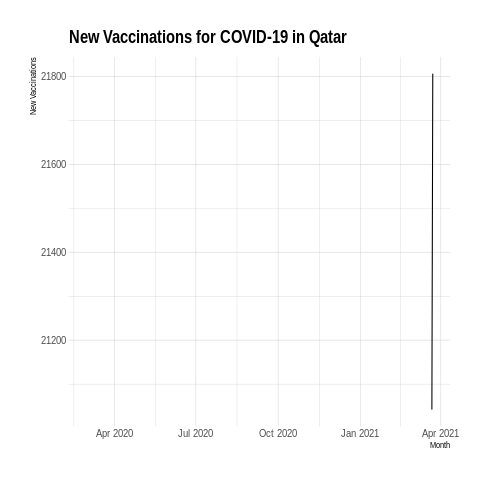 New Vaccinations for COVID-19 in Qatar
New Vaccinations
21800
21600
21400
21200
Apr 2020
Jul 2020
Oct 2020
Jan 2021
Apr 2021
Month